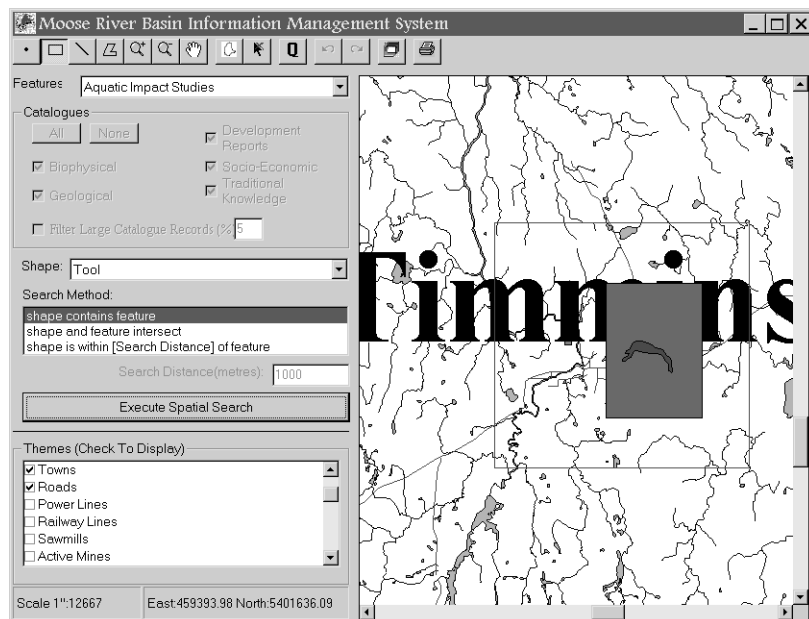 Moose River Basin Information Management System
Q
Features
Aquatic Impact Studies
Catalogues
All None
Development
Reports
Biophysical
Socio-Economic
Geological
Traditional
Knowledge
Filter Large Catalogue Records (%)
5
Shape:
Tool
Search Method:
shape contains feature
shape and feature intersect
shape is within [Search Distance] of feature
Search Distance(metres):
1000
Execute Spatial Search
Themes (Check To Display)
Towns
Roads
Power Lines
Railway Lines
Sawmills
Active Mines
Scale 1":12667
East:459393.98 North:5401636.09
Timmins